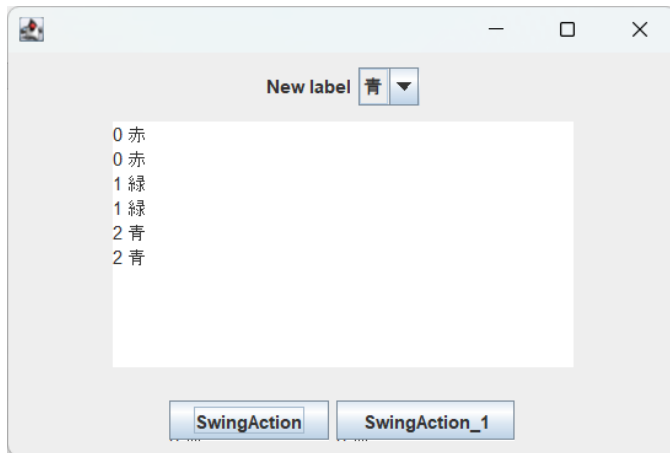 New label 青
0 赤
0 赤
1 緑
1 緑
2 青
2 青
SwingAction SwingAction_1